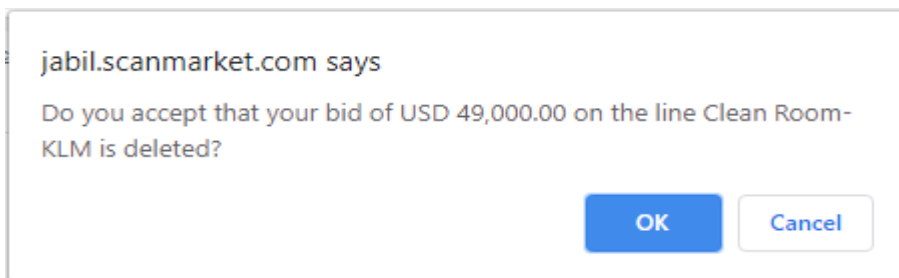 jabil.scanmarket.com says
Do you accept that your bid of USD 49,000.00 on the line Clean Room-
KLM is deleted?
OK
Cancel